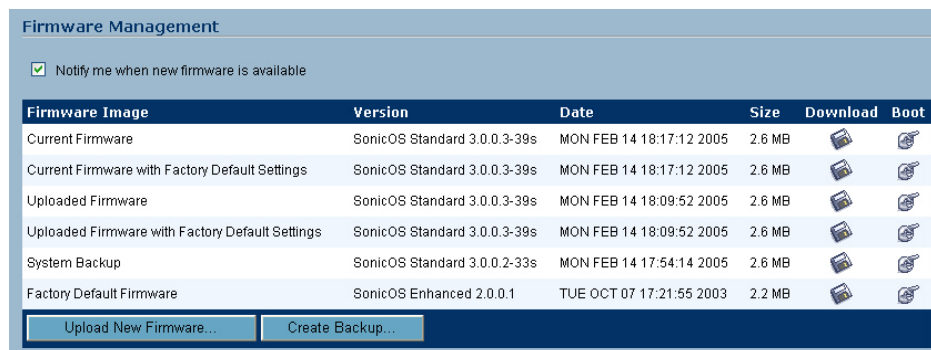 Firmware Management
Notify me when new firmware is available
Firmware Image Version Date Size Download Boot
Current Firmware SonicOS Standard 3.0.0.3-39s MON FEB 14 18:17:12 2005 2.6 MB
Current Firmware with Factory Default Settings SonicOS Standard 3.0.0.3-39s MON FEB 14 18:17:12 2005 2.6 MB
Uploaded Firmware SonicOS Standard 3.0.0.3-39s MON FEB 14 18:09:52 2005 2.6 MB
Uploaded Firmware with Factory Default Settings SonicOS Standard 3.0.0.3-39s MON FEB 14 18:09:52 2005 2.6 MB
System Backup SonicOS Standard 3.0.0.2-33s MON FEB 14 17:54:14 2005 2.6 MB
Factory Default Firmware SonicOS Enhanced 2.0.0.1 TUE OCT 07 17:21:55 2003 2.2 MB
Upload New Firmware... Create Backup...